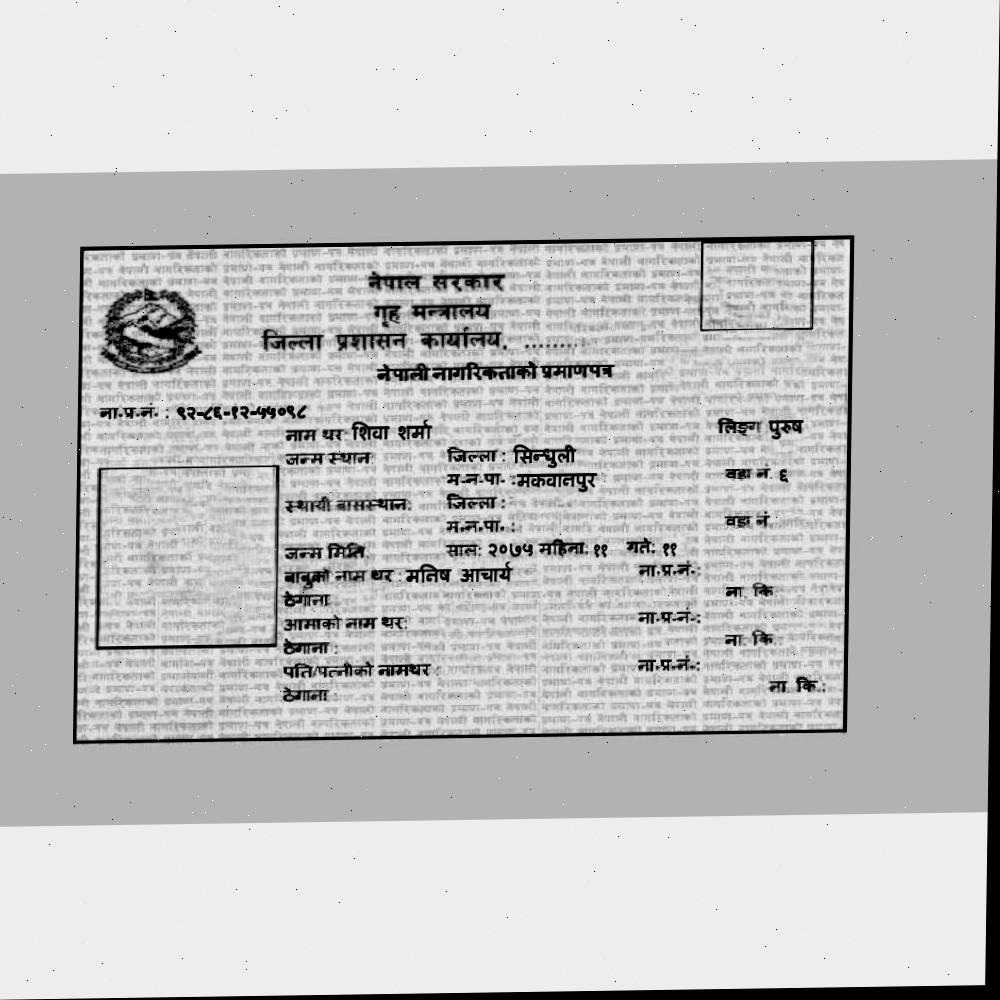 नेपाल सरकार
गृह मन्त्रालय
जिल्ला प्रशासन कार्यालय, .........
नेपाली नागरिकताको प्रमाणपत्र
ना.प्र.नं. : ९२-८६-१२-५५०९८
नाम थर: शिवा शर्मा लिङ्ग पुरुष
जन्म स्थान: जिल्ला : सिन्धुली
म.न.पा. : मकवानपुर वडा नं. ६
स्थायी बासस्थान: जिल्ला :
म.न.पा. : वडा नं.
जन्म मिति: साल: २०७५ महिना: ११ गते: ११
बाबुको नाम थर : मनिष आचार्य ना.प्र.नं.:
ठेगाना : ना. कि.:
आमाको नाम थर: ना.प्र.नं.:
ठेगाना : ना. कि.:
पति/पत्नीको नामथर : ना.प्र.नं.:
ठेगाना : ना. कि.: